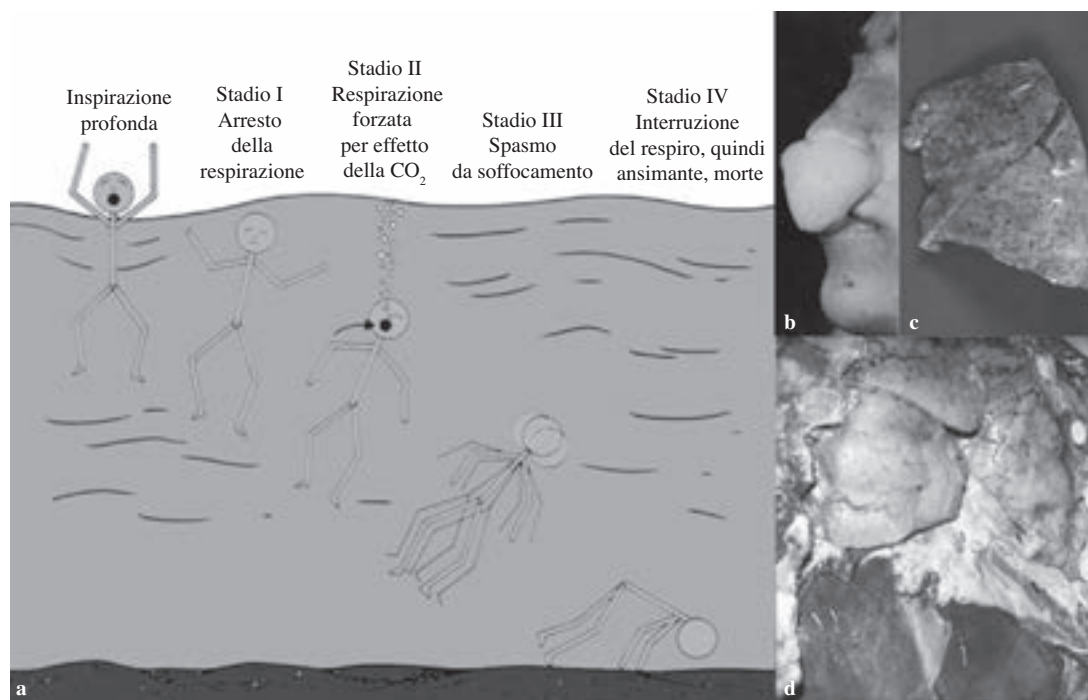 Inspirazione
profonda
Stadio I
Arresto
della
respirazione
Stadio II
Respirazione
forzata
per effetto
della CO₂
Stadio III
Spasmo
da soffocamento
Stadio IV
Interruzione
del respiro, quindi
ansimante, morte
a
b
c
d